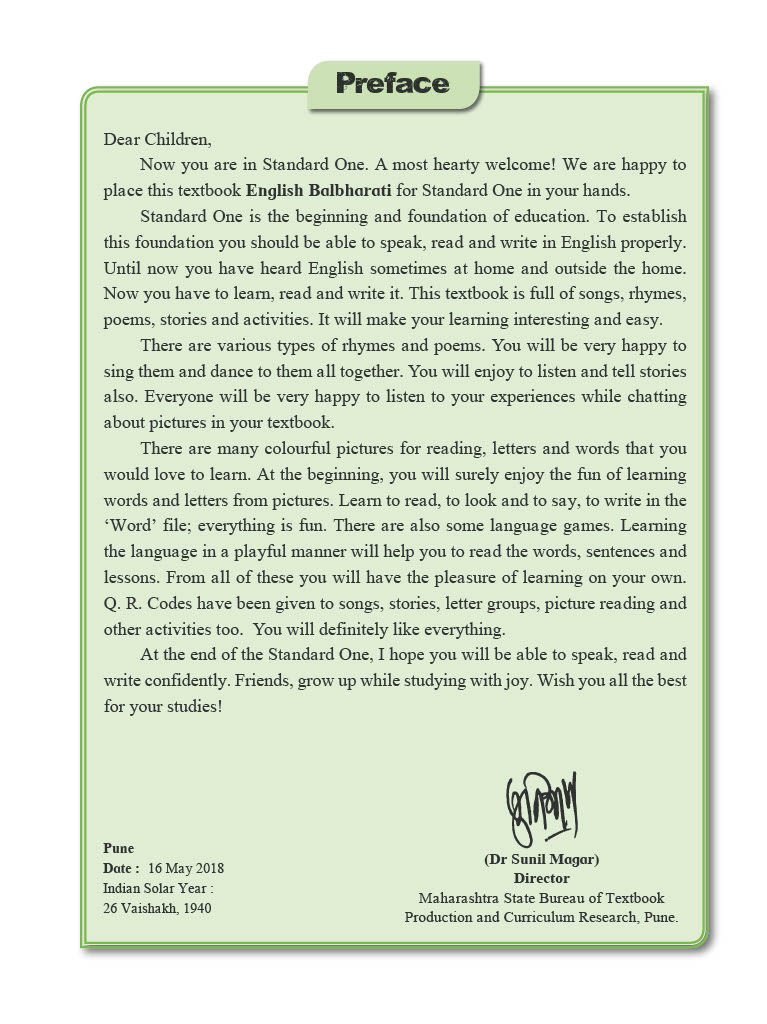 Preface
Dear Children,
Now you are in Standard One. A most hearty welcome! We are happy to
place this textbook English Balbharati for Standard One in your hands.
Standard One is the beginning and foundation of education. To establish
this foundation you should be able to speak, read and write in English properly.
Until now you have heard English sometimes at home and outside the home.
Now you have to learn, read and write it. This textbook is full of songs, rhymes,
poems, stories and activities. It will make your learning interesting and easy.
There are various types of rhymes and poems. You will be very happy to
sing them and dance to them all together. You will enjoy to listen and tell stories
also. Everyone will be very happy to listen to your experiences while chatting
about pictures in your textbook.
There are many colourful pictures for reading, letters and words that you
would love to learn. At the beginning, you will surely enjoy the fun of learning
words and letters from pictures. Learn to read, to look and to say, to write in the
‘Word’ file; everything is fun. There are also some language games. Learning
the language in a playful manner will help you to read the words, sentences and
lessons. From all of these you will have the pleasure of learning on your own.
Q. R. Codes have been given to songs, stories, letter groups, picture reading and
other activities too. You will definitely like everything.
At the end of the Standard One, I hope you will be able to speak, read and
write confidently. Friends, grow up while studying with joy. Wish you all the best
for your studies!
Pune
Date : 16 May 2018
Indian Solar Year :
26 Vaishakh, 1940
(Dr Sunil Magar)
Director
Maharashtra State Bureau of Textbook
Production and Curriculum Research, Pune.